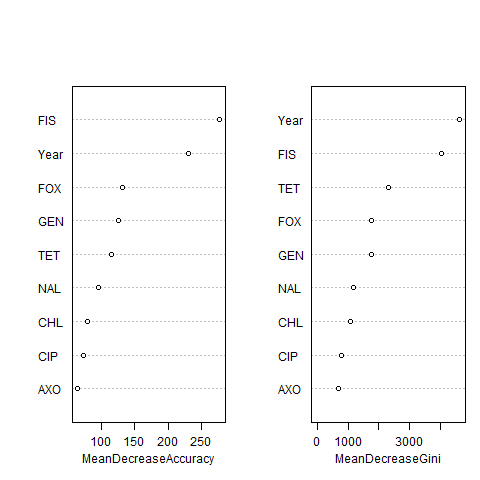 FIS
Year
FOX
GEN
TET
NAL
CHL
CIP
AXO
100 150 200 250
MeanDecreaseAccuracy
Year
FIS
TET
FOX
GEN
NAL
CHL
CIP
AXO
0 1000 3000
MeanDecreaseGini